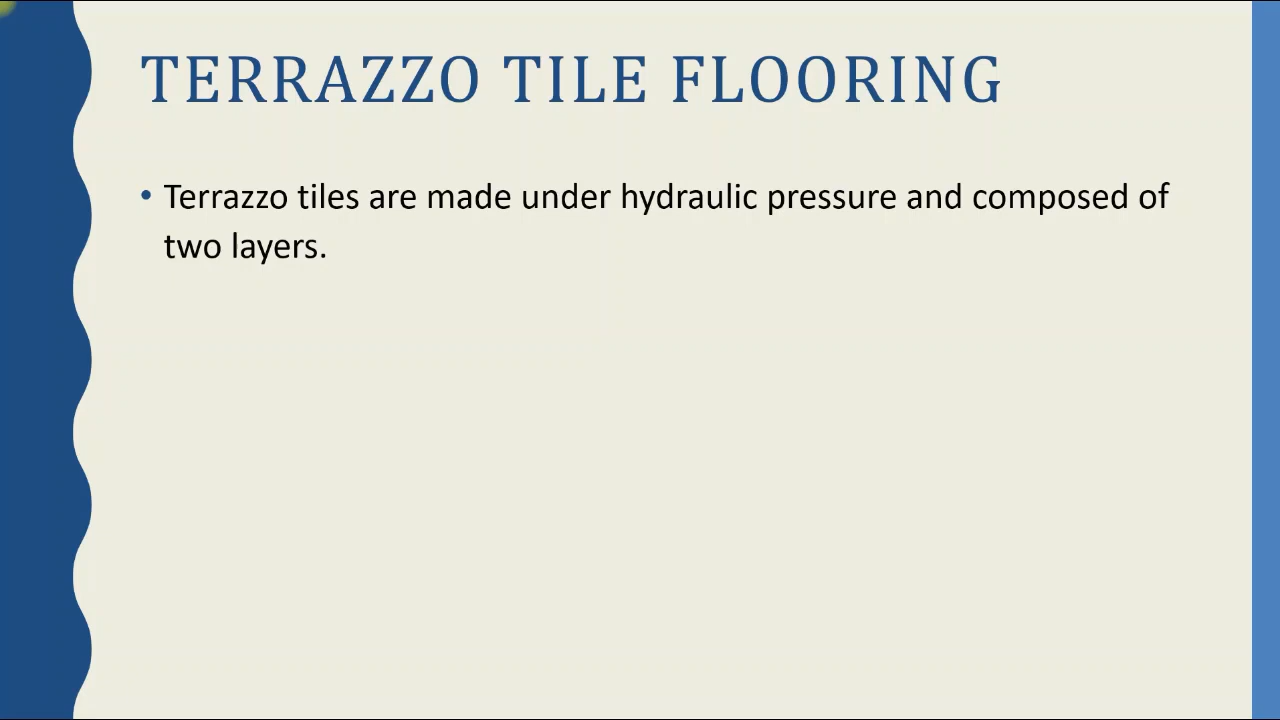 TERRAZZO TILE FLOORING
• Terrazzo tiles are made under hydraulic pressure and composed of
two layers.